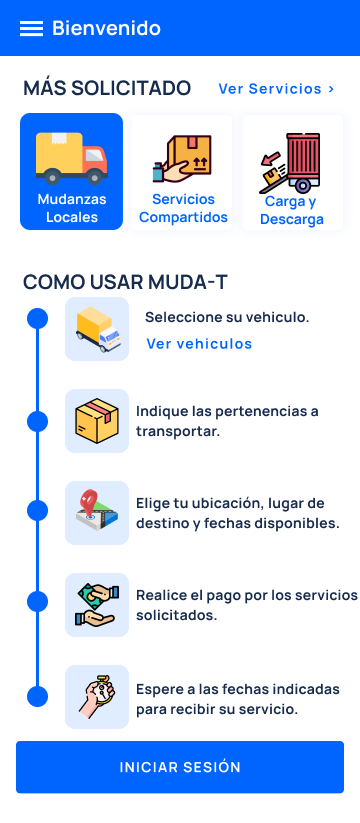 Bienvenido
MÁS SOLICITADO
Ver Servicios ›
Mudanzas
Locales
Servicios
Compartidos
Carga y
Descarga
COMO USAR MUDA-T
Seleccione su vehiculo.
Ver vehiculos
Indique las pertenencias a
transportar.
Elige tu ubicación, lugar de
destino y fechas disponibles.
Realice el pago por los servicios
solicitados.
Espere a las fechas indicadas
para recibir su servicio.
INICIAR SESIÓN